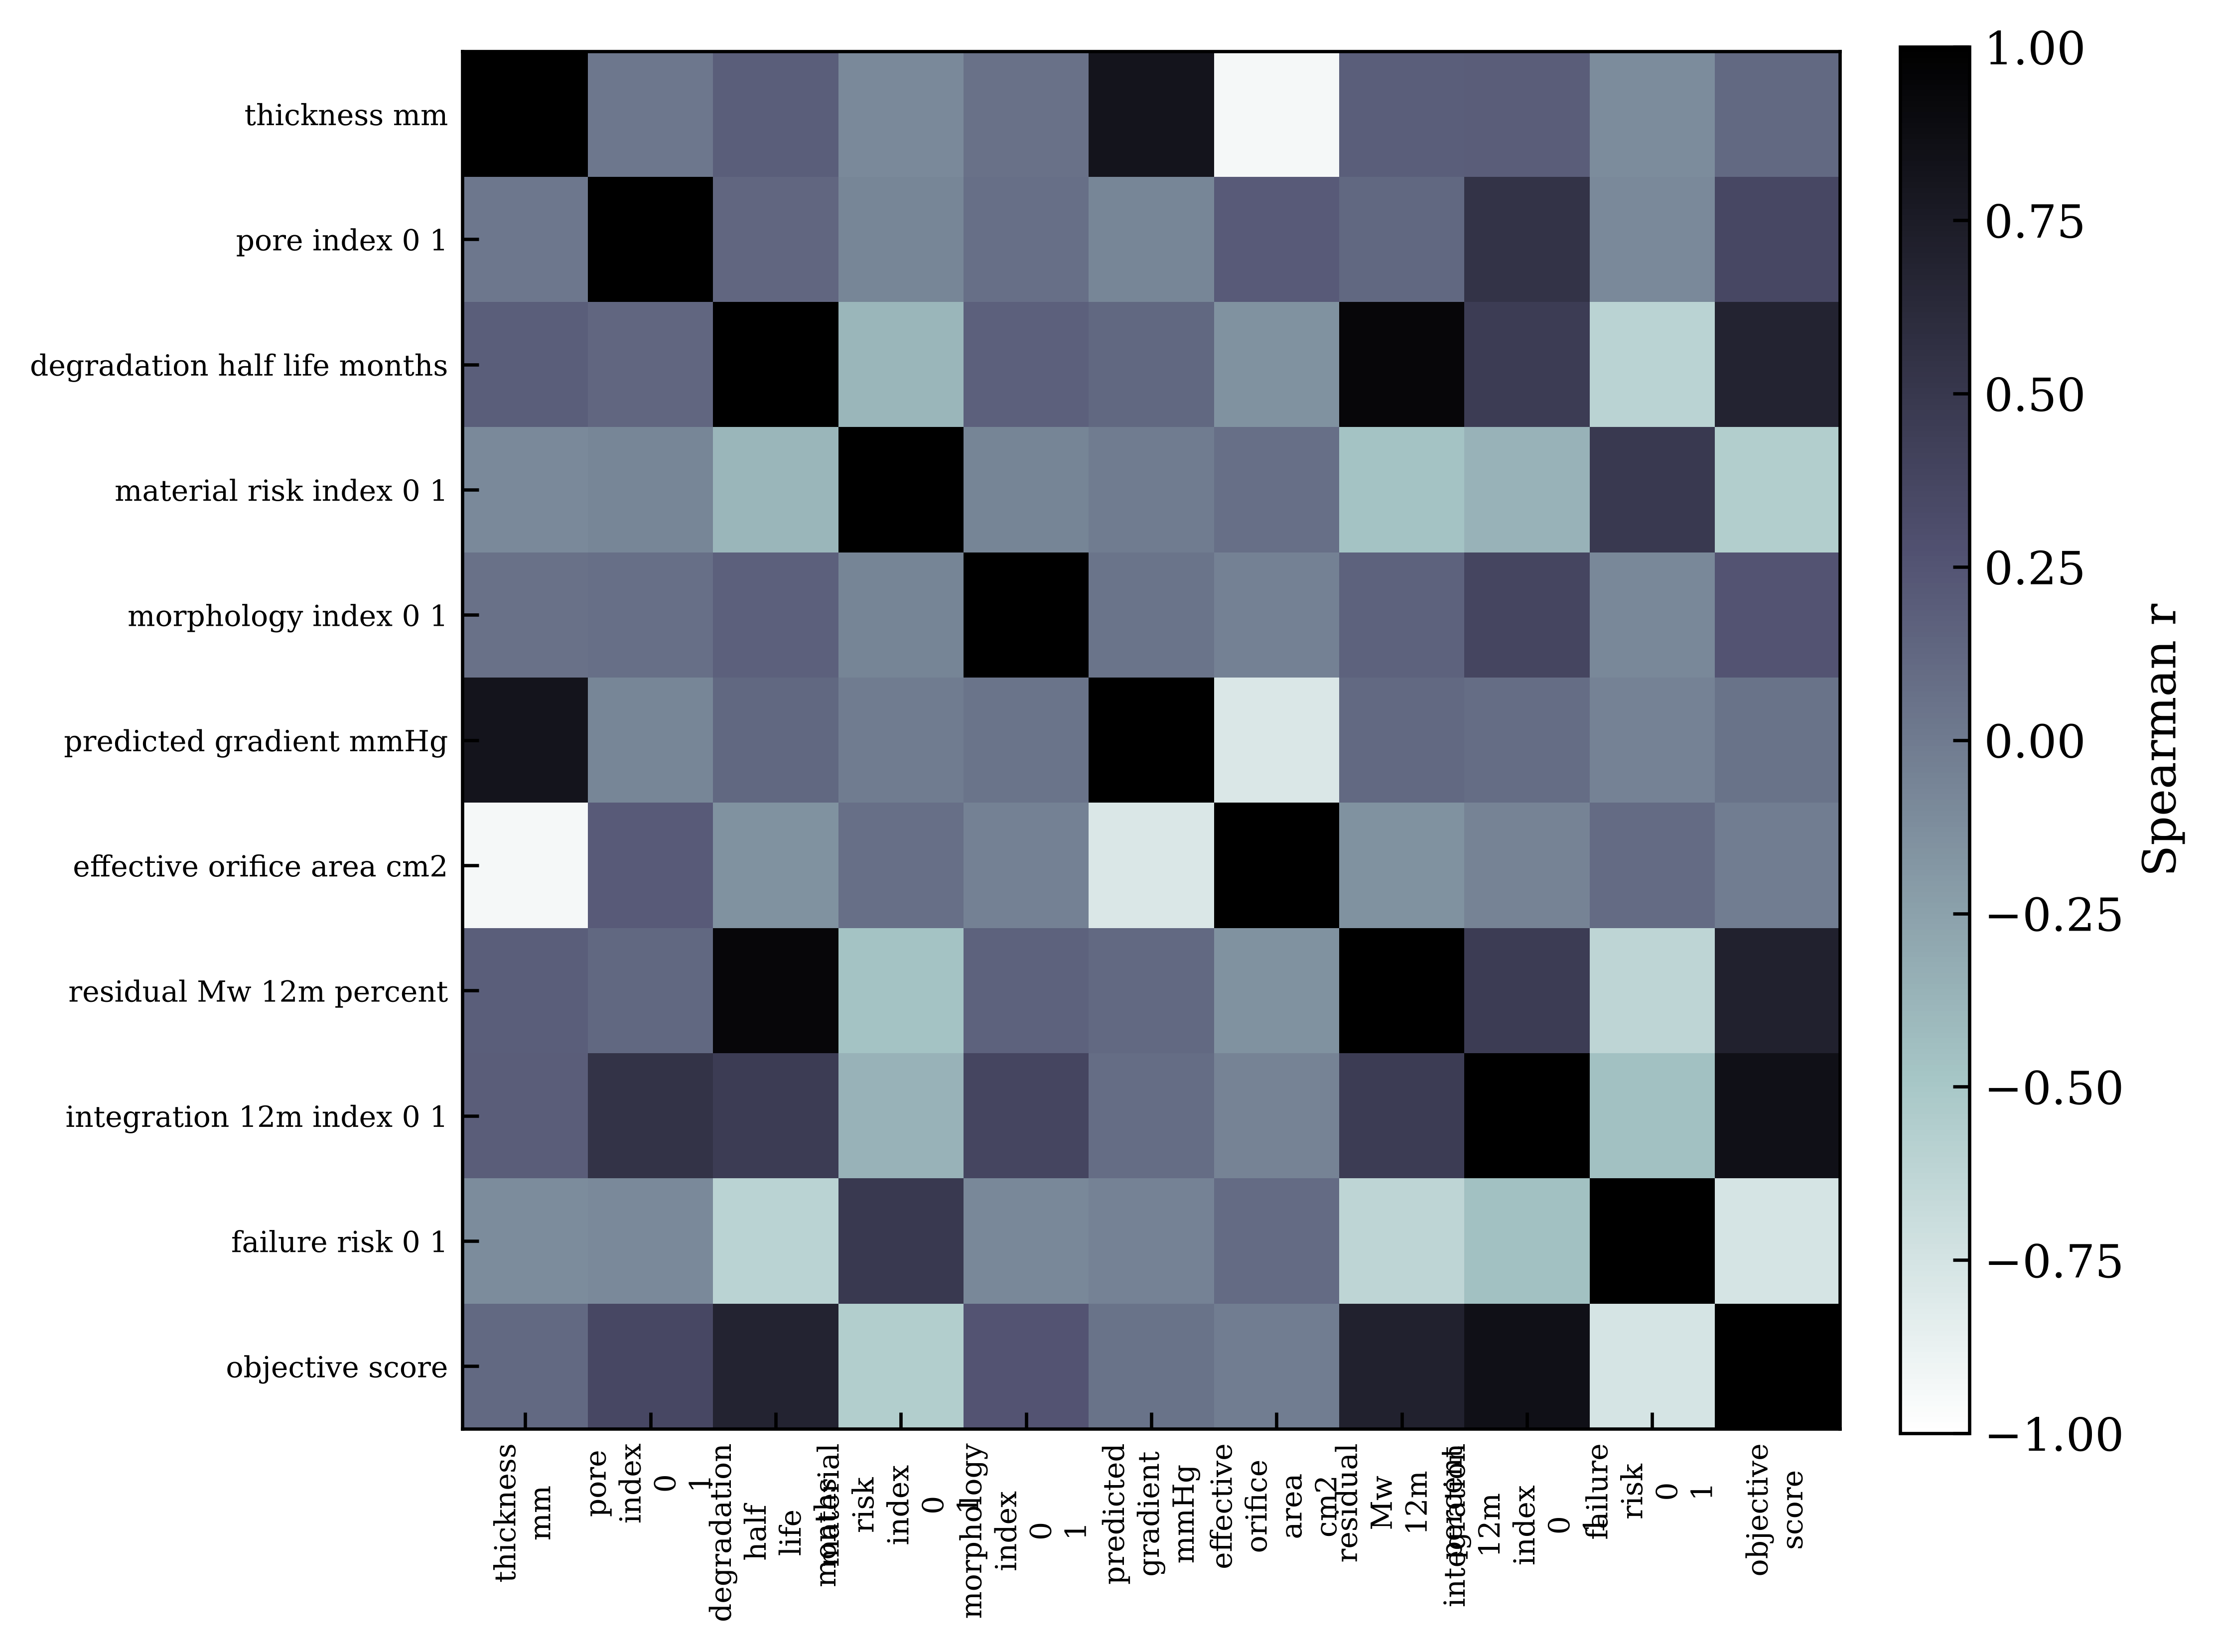 thickness mm
pore index 0 1
degradation half life months
material risk index 0 1
morphology index 0 1
predicted gradient mmHg
effective orifice area cm2
residual Mw 12m percent
integration 12m index 0 1
failure risk 0 1
objective score
thickness
mm
pore
index
0
1
degradation
half
life
months
material
risk
index
0
1
morphology
index
0
1
predicted
gradient
mmHg
effective
orifice
area
cm2
residual
Mw
12m
percent
integration
12m
index
0
1
failure
risk
0
1
objective
score
1.00
0.75
0.50
0.25
0.00
−0.25
−0.50
−0.75
−1.00
Spearman r